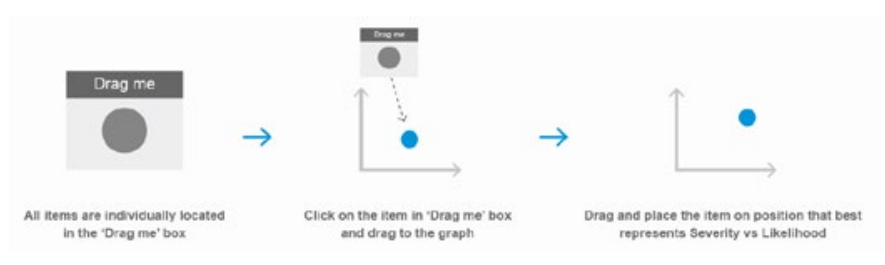 Drag me
Drag me
All items are individually located
in the 'Drag me' box
Click on the item in 'Drag me' box
and drag to the graph
Drag and place the item on position that best
represents Severity vs Likelihood